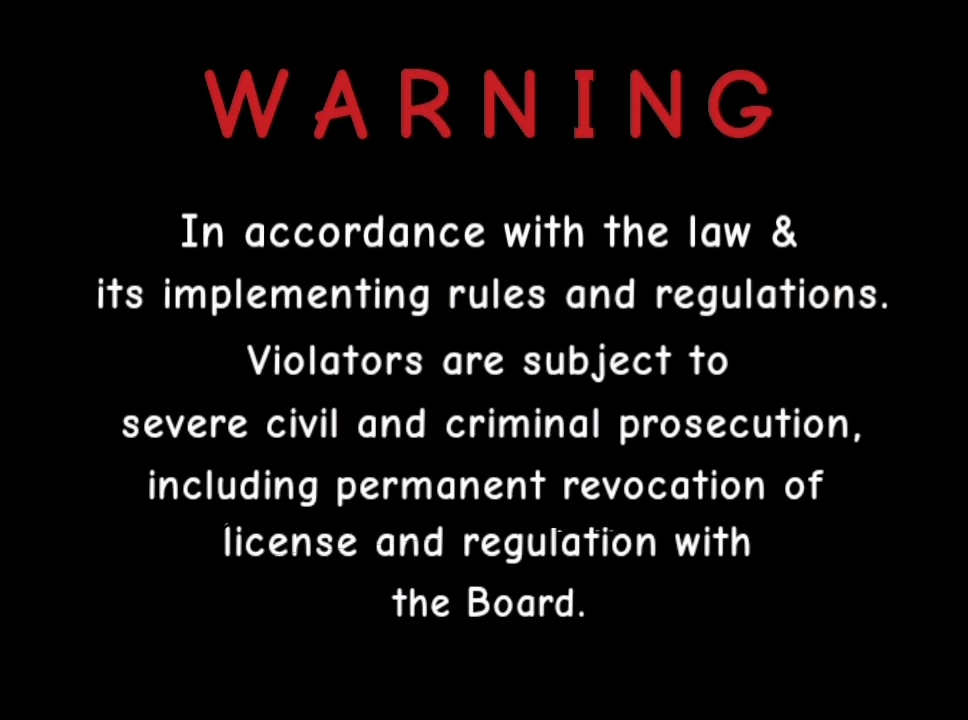 WARNING
In accordance with the law &
its implementing rules and regulations.
Violators are subject to
severe civil and criminal prosecution,
including permanent revocation of
license and regulation with
the Board.